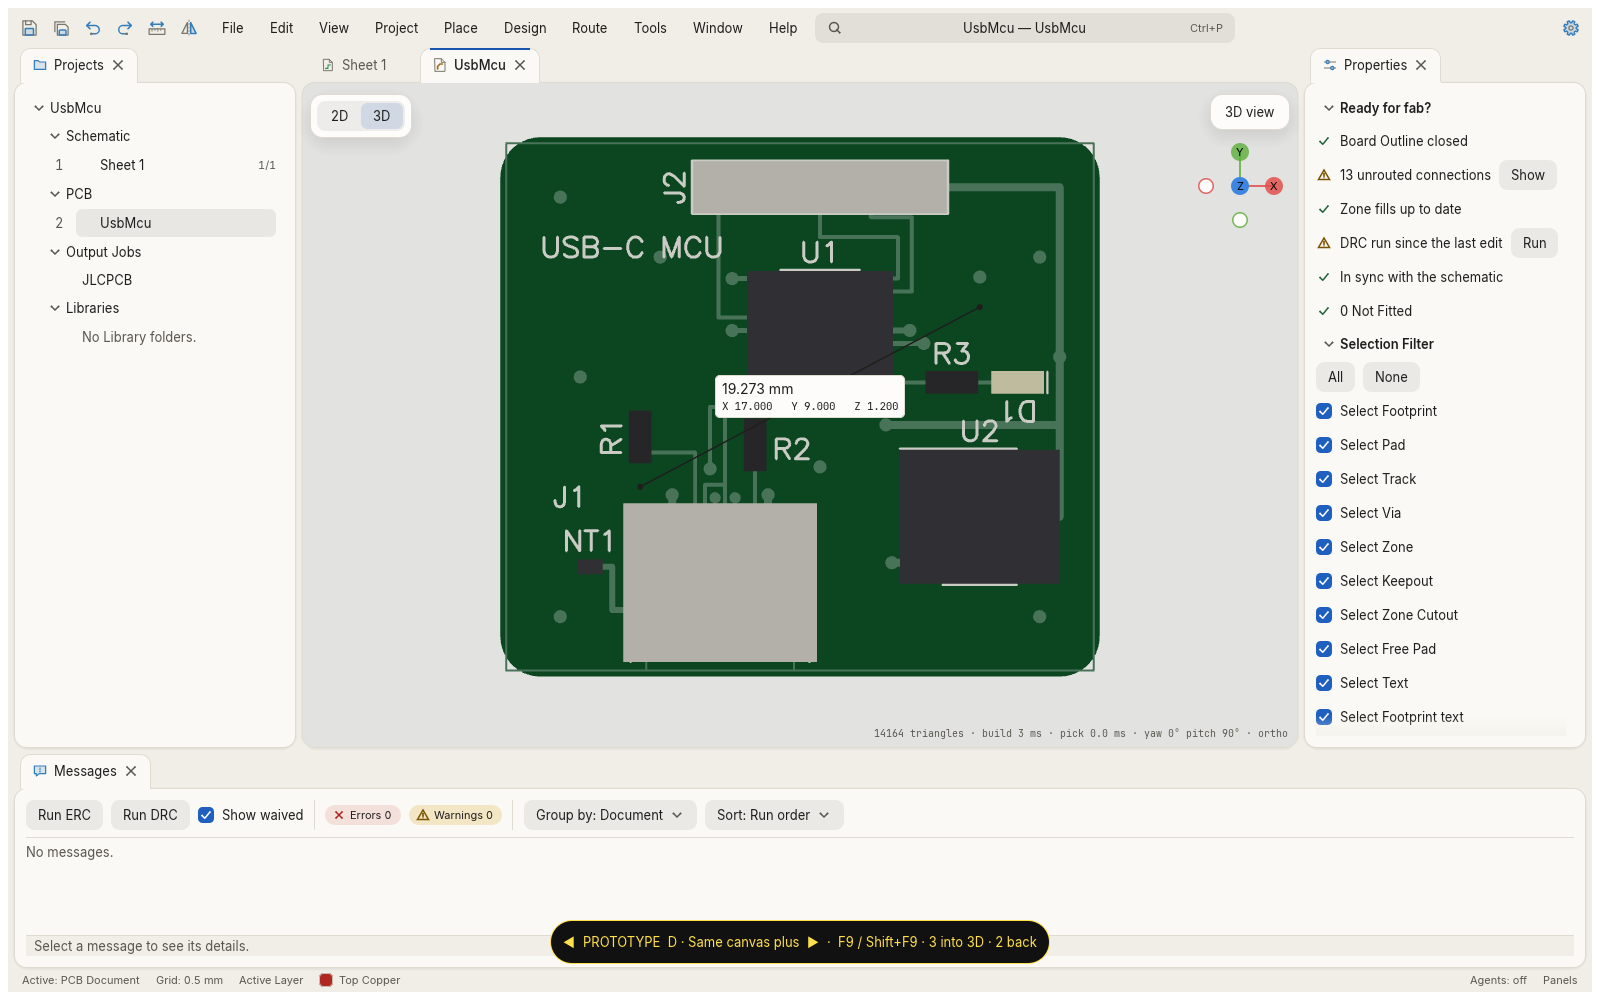 File Edit View Project Place Design Route Tools Window Help UsbMcu — UsbMcu Ctrl+P
Projects
Sheet 1
UsbMcu
Properties
UsbMcu
Schematic
1 Sheet 1 1/1
PCB
2 UsbMcu
Output Jobs
JLCPCB
Libraries
No Library folders.
2D 3D
3D view
Y
Z
X
J2
USB-C MCU
U1
R3
19.273 mm
X 17.000 Y 9.000 Z 1.200
D1
U2
R1
R2
J1
NT1
14164 triangles · build 3 ms · pick 0.0 ms · yaw 0° pitch 90° · ortho
Ready for fab?
Board Outline closed
13 unrouted connections Show
Zone fills up to date
DRC run since the last edit Run
In sync with the schematic
0 Not Fitted
Selection Filter
All None
Select Footprint
Select Pad
Select Track
Select Via
Select Zone
Select Keepout
Select Zone Cutout
Select Free Pad
Select Text
Select Footprint text
Messages
Run ERC Run DRC Show waived Errors 0 Warnings 0 Group by: Document Sort: Run order
No messages.
Select a message to see its details.
◀ PROTOTYPE D · Same canvas plus ▶ · F9 / Shift+F9 · 3 into 3D · 2 back
Active: PCB Document Grid: 0.5 mm Active Layer Top Copper Agents: off Panels